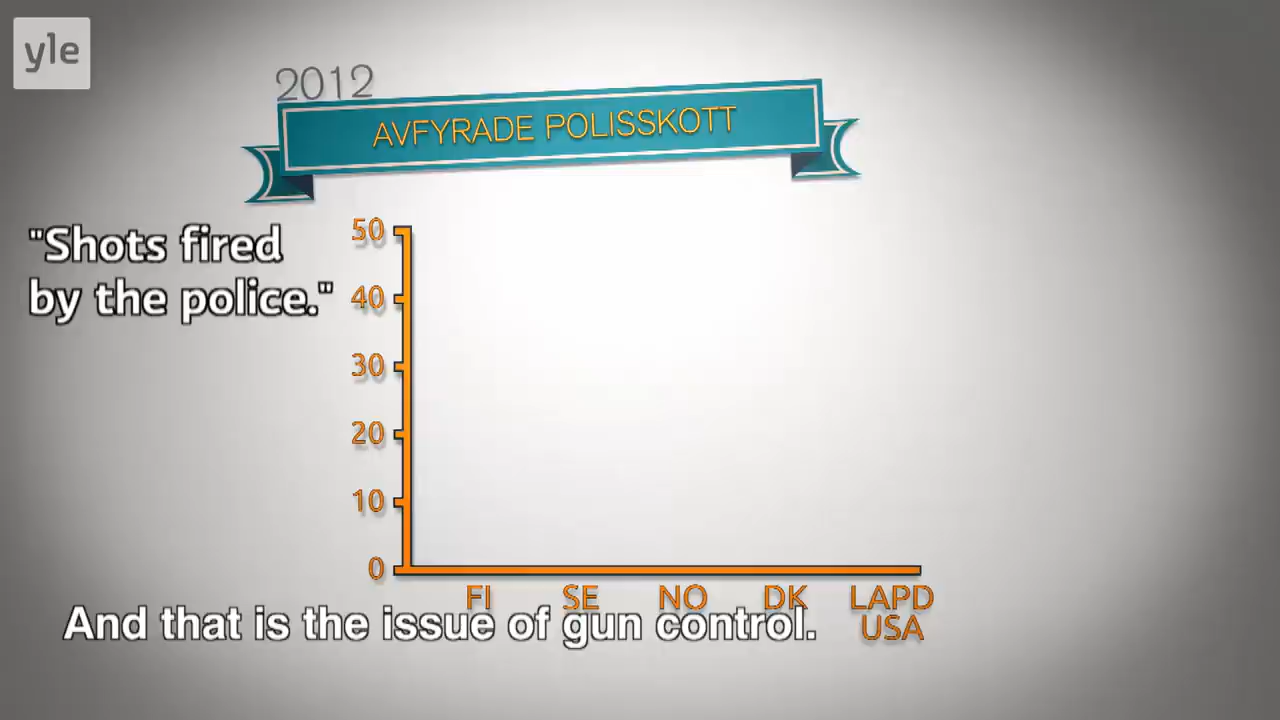 yle
2012
AVFYRADE POLISSKOTT
"Shots fired
by the police."
50
40
30
20
10
0
FI SE NO DK LAPD
USA
And that is the issue of gun control.